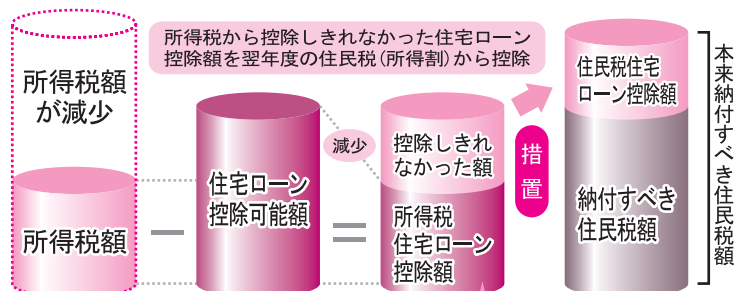 所得税から控除しきれなかった住宅ローン
控除額を翌年度の住民税（所得割）から控除
所得税額
が減少
所得税額
住宅ローン
控除可能額
減少
控除しきれ
なかった額
所得税
住宅ローン
控除額
措置
住民税住宅
ローン控除額
納付すべき
住民税額
本来納付すべき住民税額